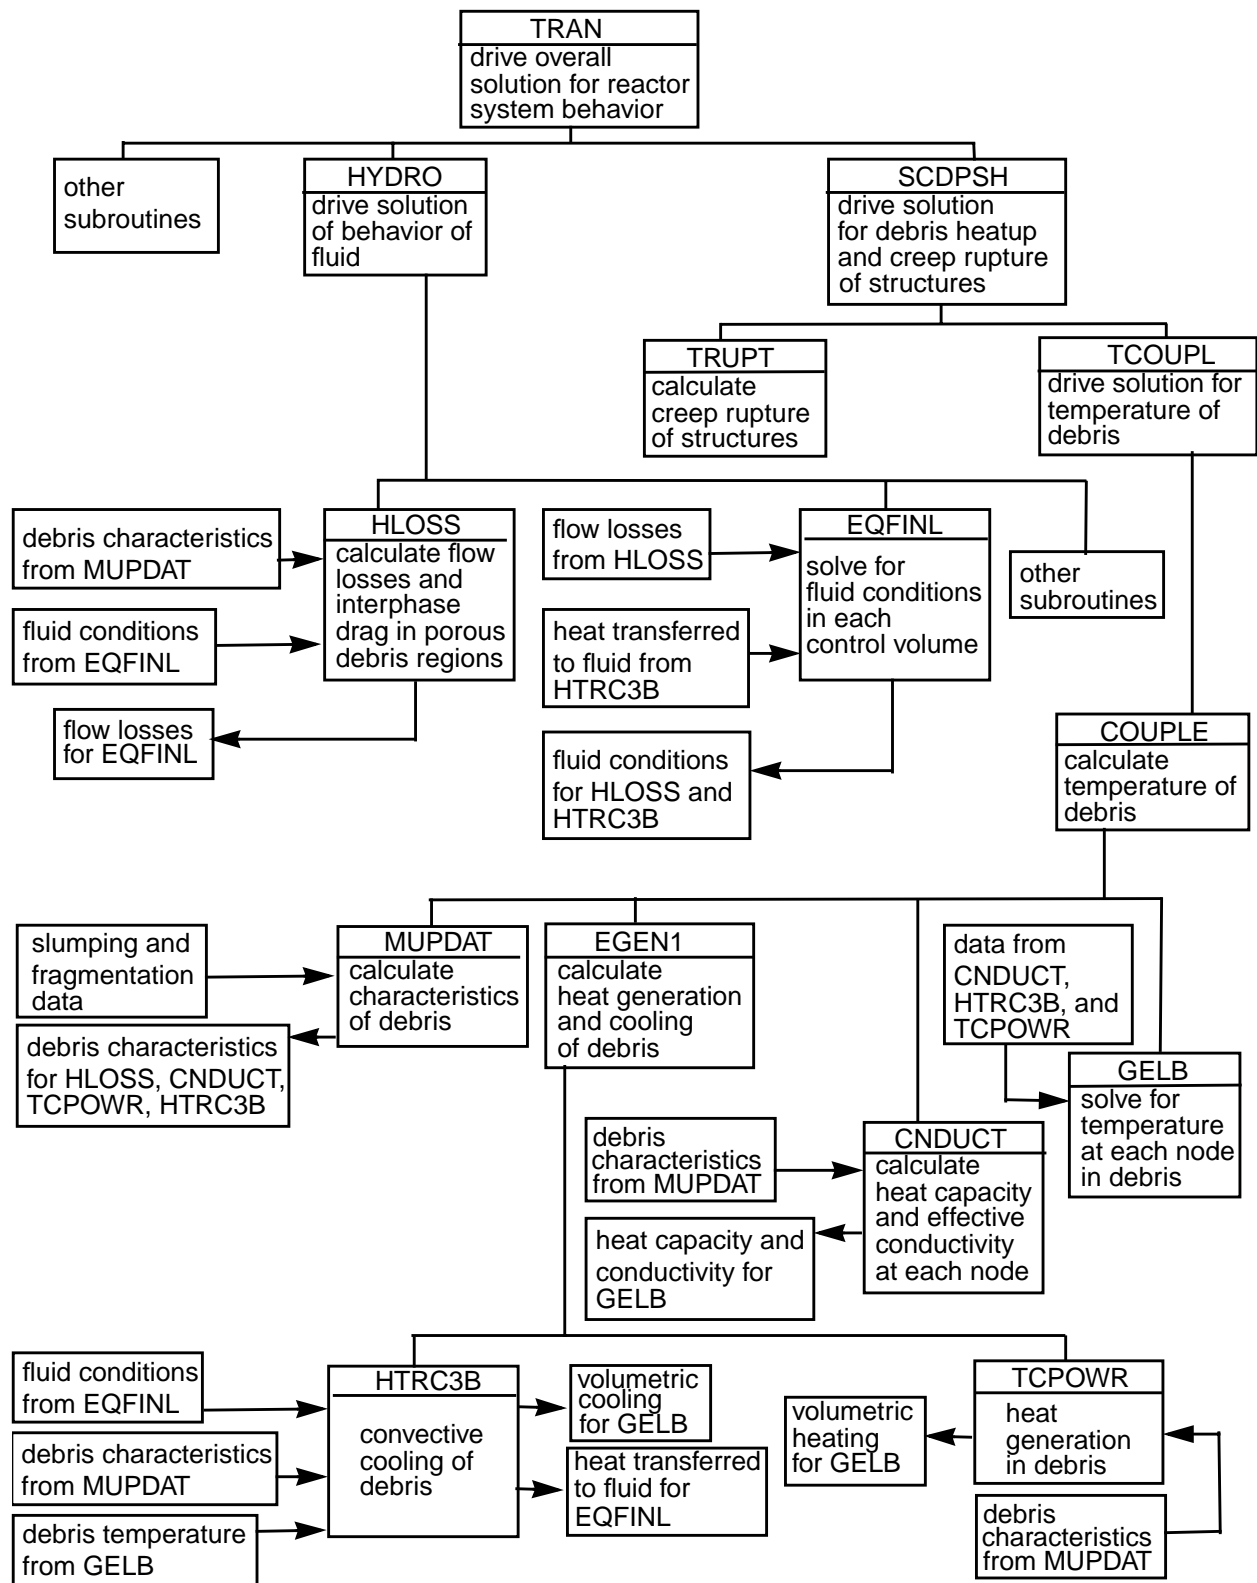 TRAN
drive overall
solution for reactor
system behavior
other
subroutines
HYDRO
drive solution
of behavior of
fluid
SCDPSH
drive solution
for debris heatup
and creep rupture
of structures
TRUPT
calculate
creep rupture
of structures
TCOUPL
drive solution for
temperature of
debris
debris characteristics
from MUPDAT
fluid conditions
from EQFINL
HLOSS
calculate flow
losses and
interphase
drag in porous
debris regions
flow losses
for EQFINL
flow losses
from HLOSS
heat transferred
to fluid from
HTRC3B
EQFINL
solve for
fluid conditions
in each
control volume
fluid conditions
for HLOSS and
HTRC3B
other
subroutines
COUPLE
calculate
temperature of
debris
slumping and
fragmentation
data
MUPDAT
calculate
characteristics
of debris
debris characteristics
for HLOSS, CNDUCT,
TCPOWR, HTRC3B
EGEN1
calculate
heat generation
and cooling
of debris
data from
CNDUCT,
HTRC3B, and
TCPOWR
GELB
solve for
temperature
at each node
in debris
debris
characteristics
from MUPDAT
CNDUCT
calculate
heat capacity
and effective
conductivity
at each node
heat capacity and
conductivity for
GELB
fluid conditions
from EQFINL
debris characteristics
from MUPDAT
debris temperature
from GELB
HTRC3B
convective
cooling of
debris
volumetric
cooling
for GELB
heat transferred
to fluid for
EQFINL
volumetric
heating
for GELB
TCPOWR
heat
generation
in debris
debris
characteristics
from MUPDAT